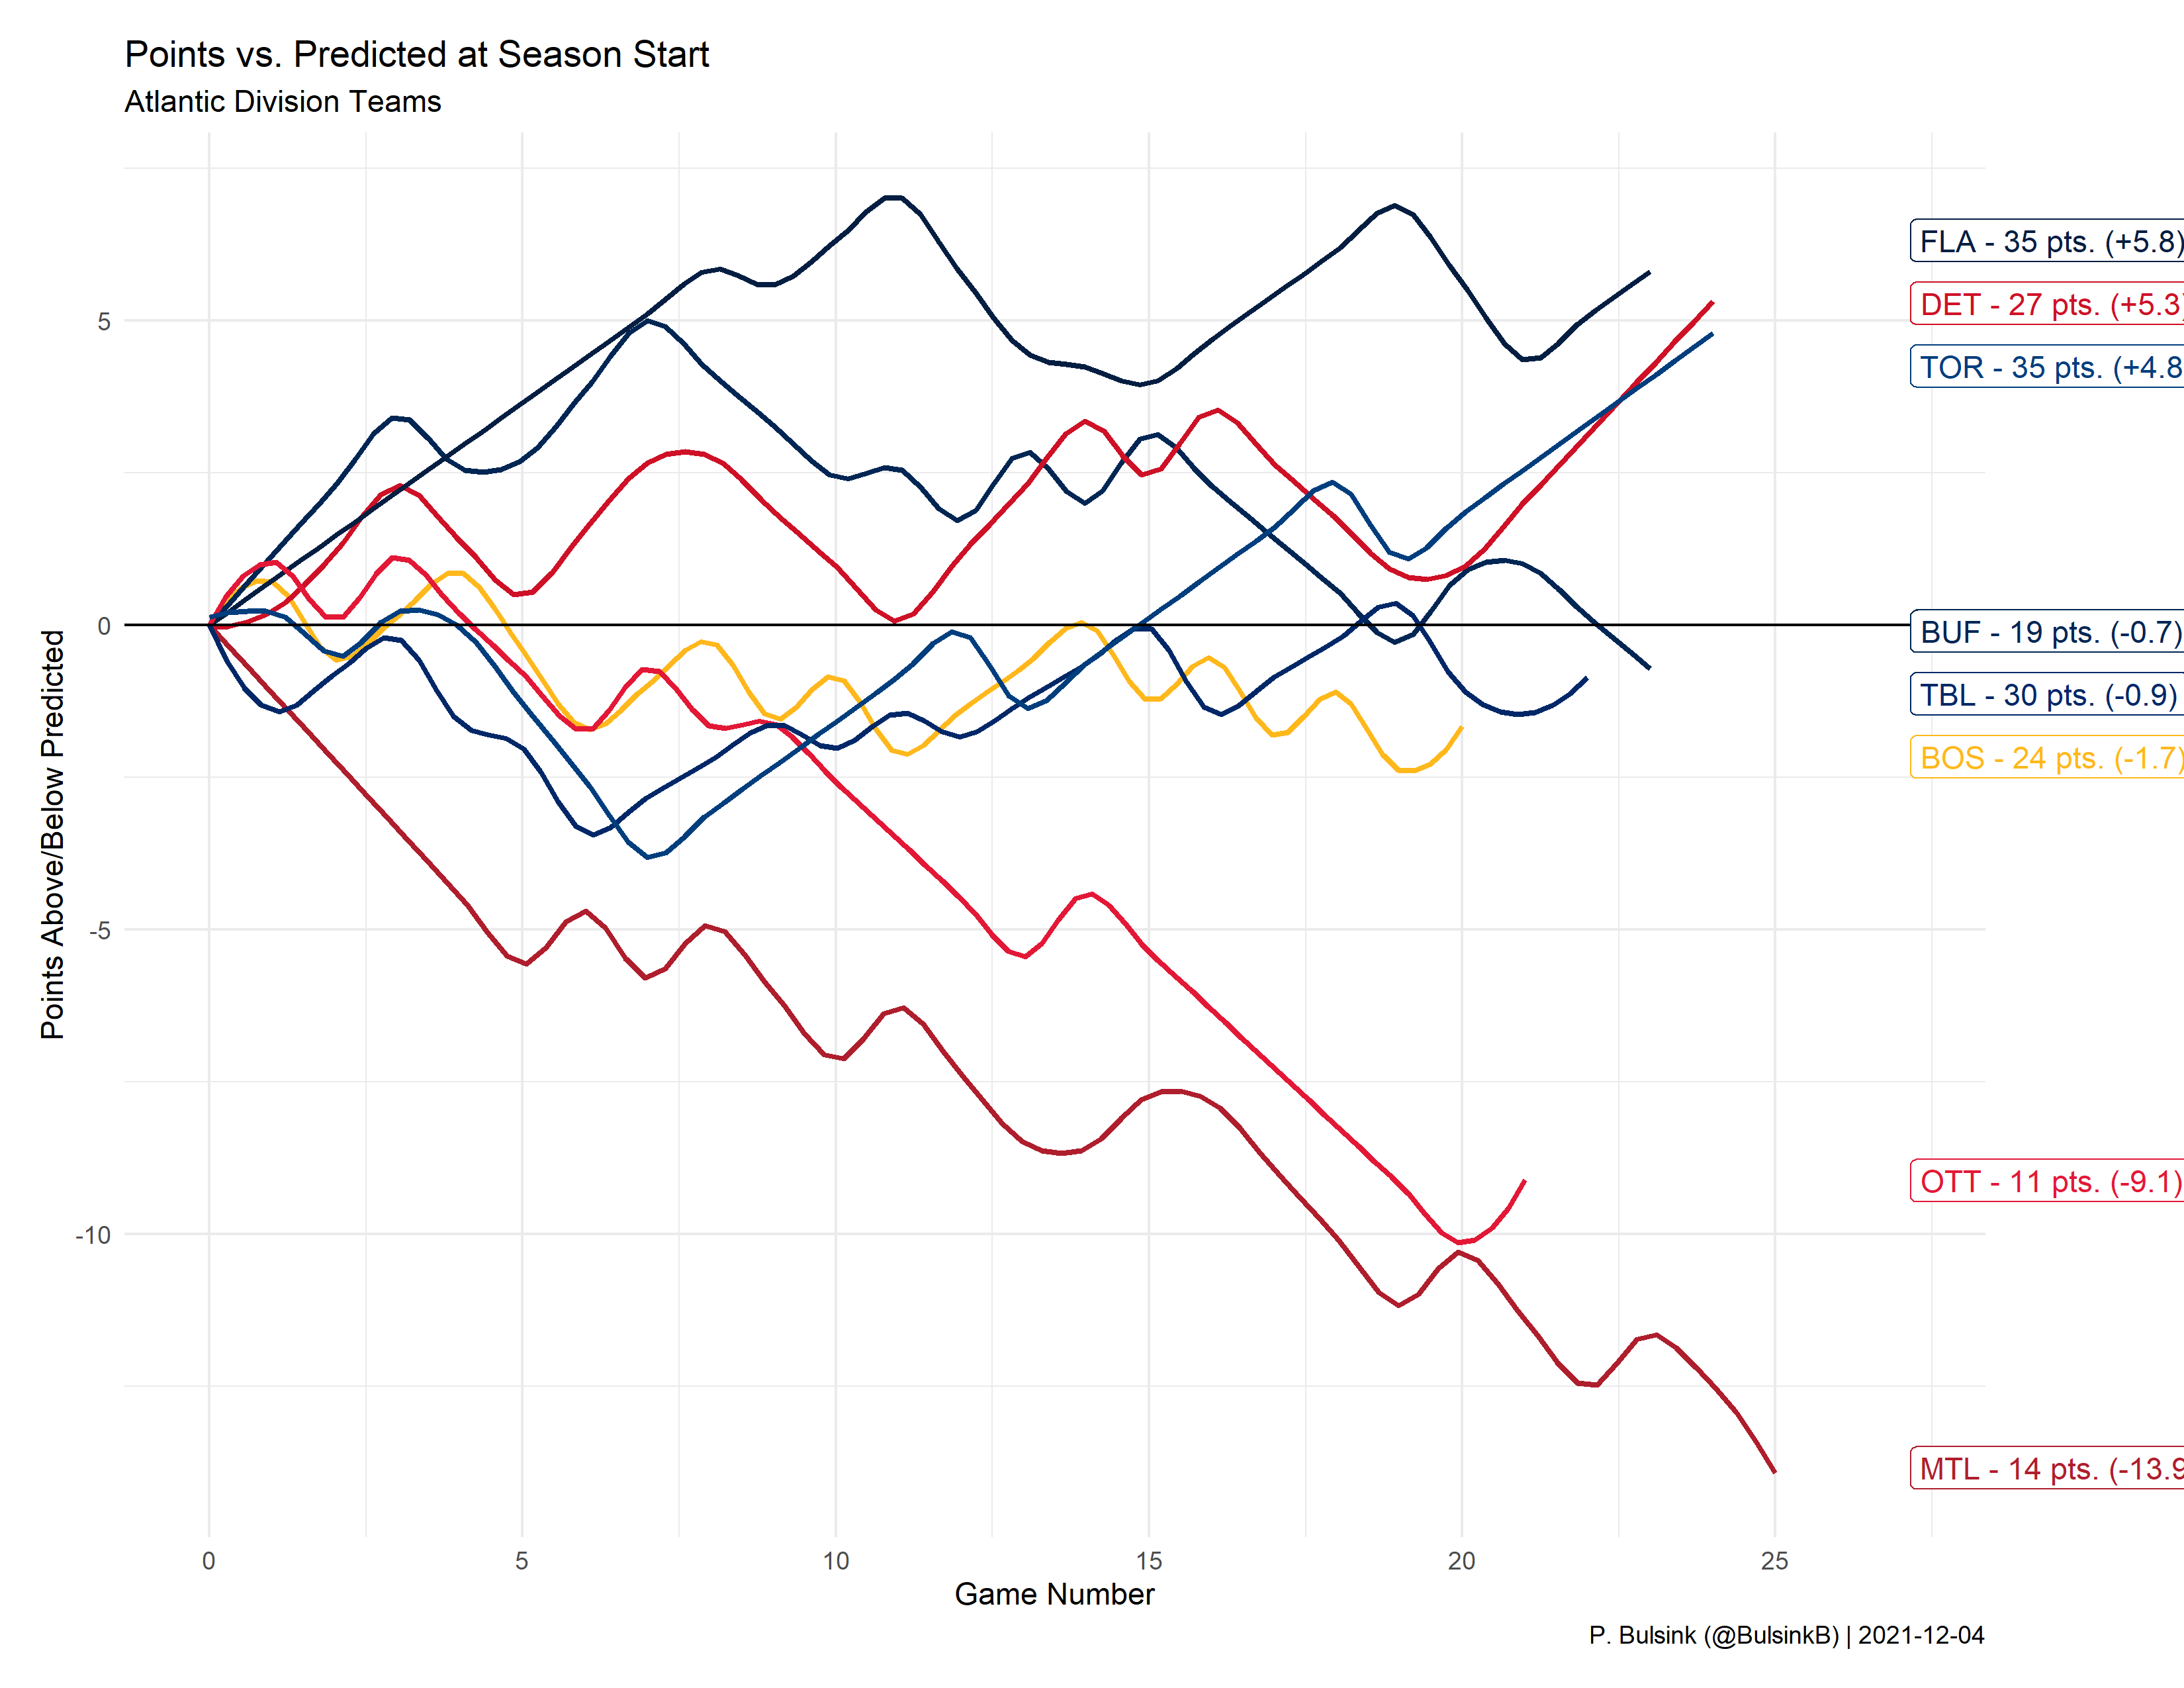 Points vs. Predicted at Season Start
Atlantic Division Teams
Points Above/Below Predicted
5
0
-5
-10
FLA - 35 pts. (+5.8)
DET - 27 pts. (+5.3)
TOR - 35 pts. (+4.8
BUF - 19 pts. (-0.7)
TBL - 30 pts. (-0.9)
BOS - 24 pts. (-1.7)
OTT - 11 pts. (-9.1)
MTL - 14 pts. (-13.9
0 5 10 15 20 25
Game Number
P. Bulsink (@BulsinkB) | 2021-12-04